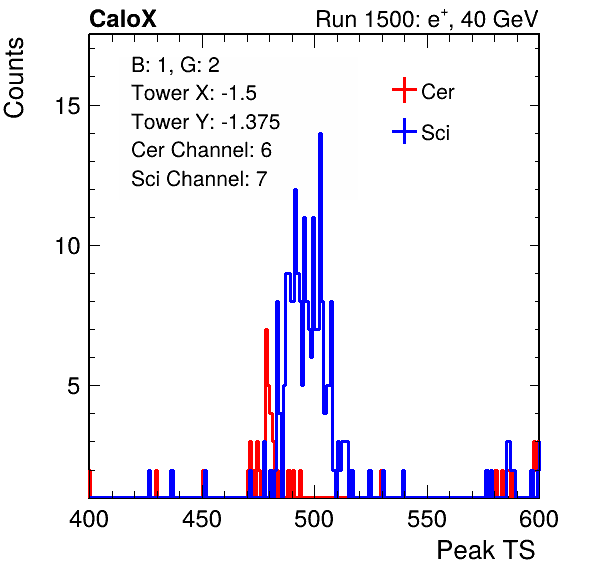 CaloX Run 1500: e⁺, 40 GeV
Counts
B: 1, G: 2
Tower X: -1.5
Tower Y: -1.375
Cer Channel: 6
Sci Channel: 7
Cer
Sci
15
10
5
400 450 500 550 600
Peak TS